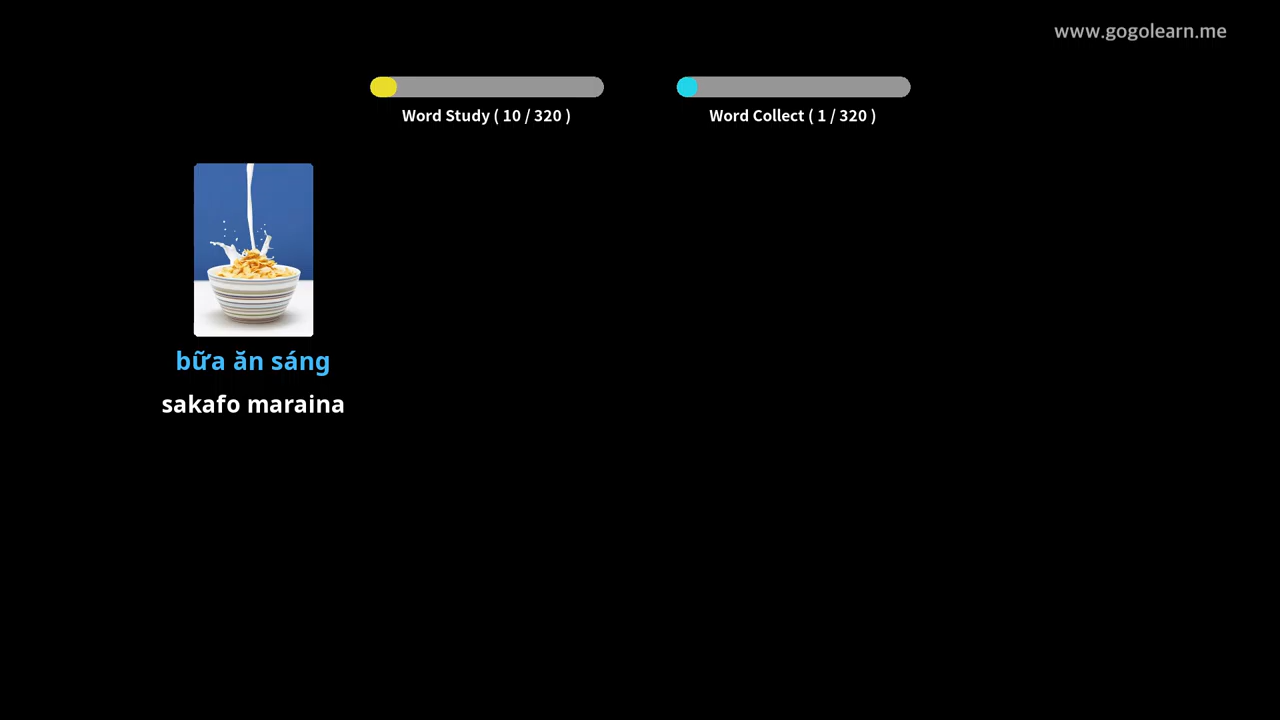 www.gogolearn.me
Word Study ( 10 / 320 )
Word Collect ( 1 / 320 )
bữa ăn sáng
sakafo maraina